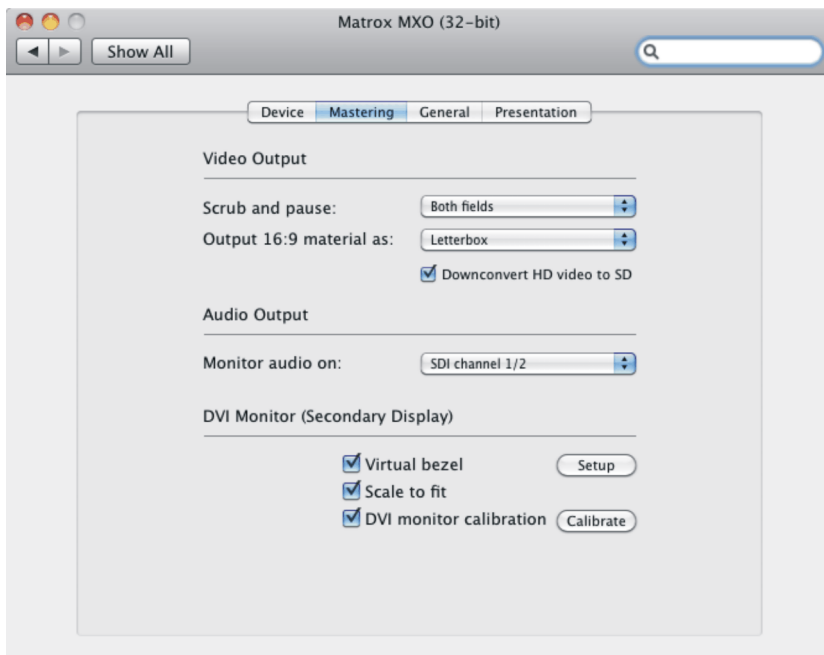 Matrox MXO (32-bit)
Show All
Device Mastering General Presentation
Video Output
Scrub and pause: Both fields
Output 16:9 material as: Letterbox
Downconvert HD video to SD
Audio Output
Monitor audio on: SDI channel 1/2
DVI Monitor (Secondary Display)
Virtual bezel Setup
Scale to fit
DVI monitor calibration Calibrate